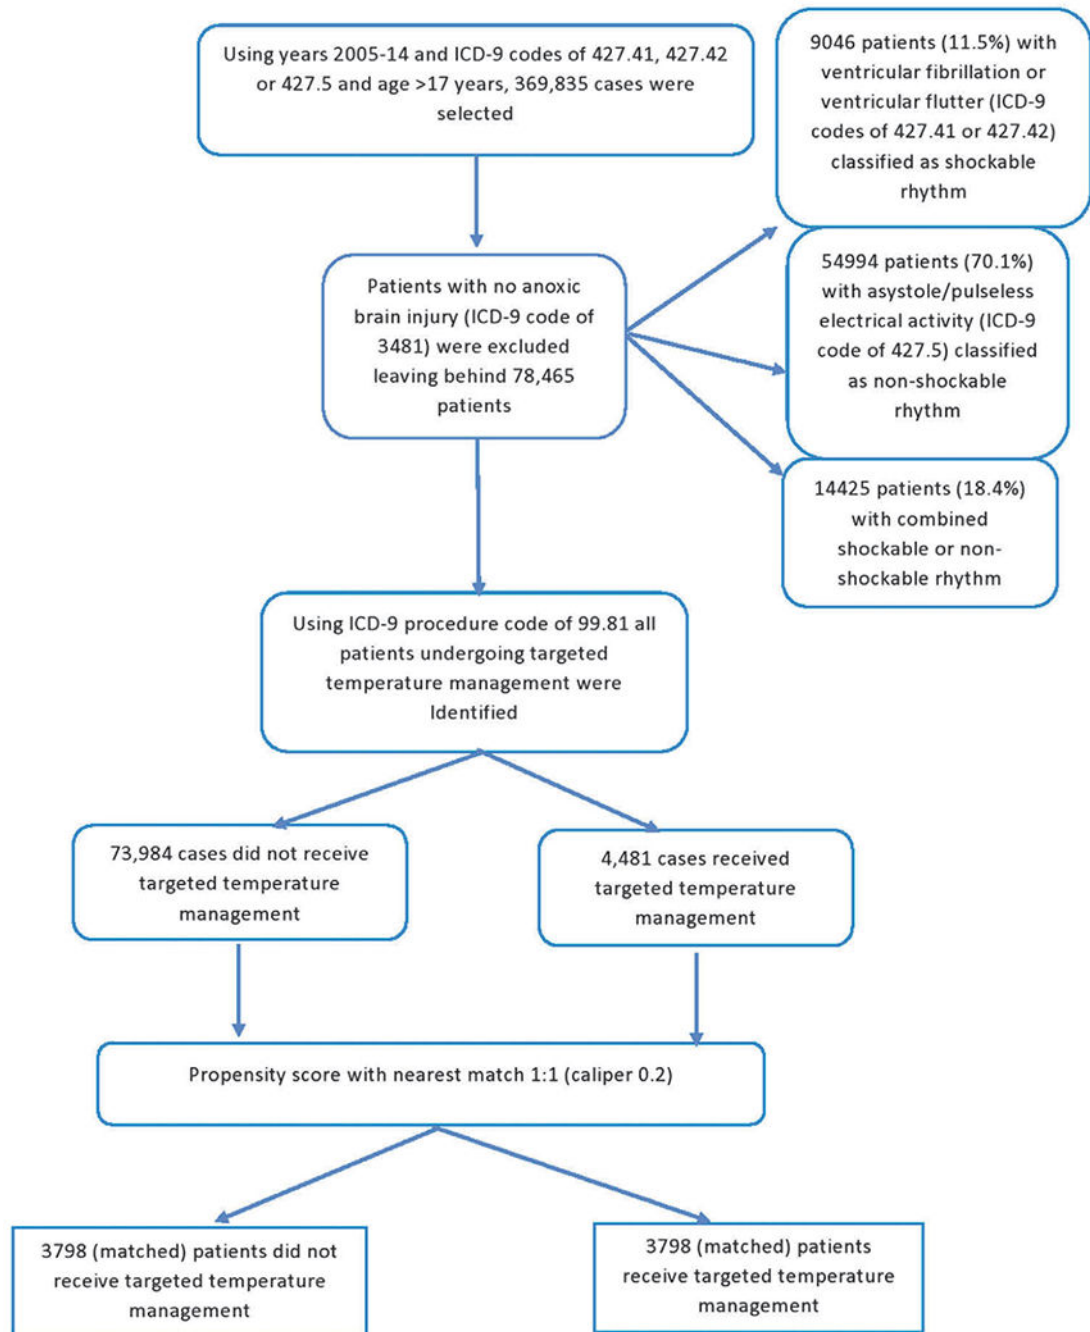 Using years 2005-14 and ICD-9 codes of 427.41, 427.42
or 427.5 and age >17 years, 369,835 cases were
selected
9046 patients (11.5%) with
ventricular fibrillation or
ventricular flutter (ICD-9
codes of 427.41 or 427.42)
classified as shockable
rhythm
Patients with no anoxic
brain injury (ICD-9 code of
3481) were excluded
leaving behind 78,465
patients
54994 patients (70.1%)
with asystole/pulseless
electrical activity (ICD-9
code of 427.5) classified
as non-shockable
rhythm
14425 patients (18.4%)
with combined
shockable or non-
shockable rhythm
Using ICD-9 procedure code of 99.81 all
patients undergoing targeted
temperature management were
Identified
73,984 cases did not receive
targeted temperature
management
4,481 cases received
targeted temperature
management
Propensity score with nearest match 1:1 (caliper 0.2)
3798 (matched) patients did not
receive targeted temperature
management
3798 (matched) patients
receive targeted temperature
management